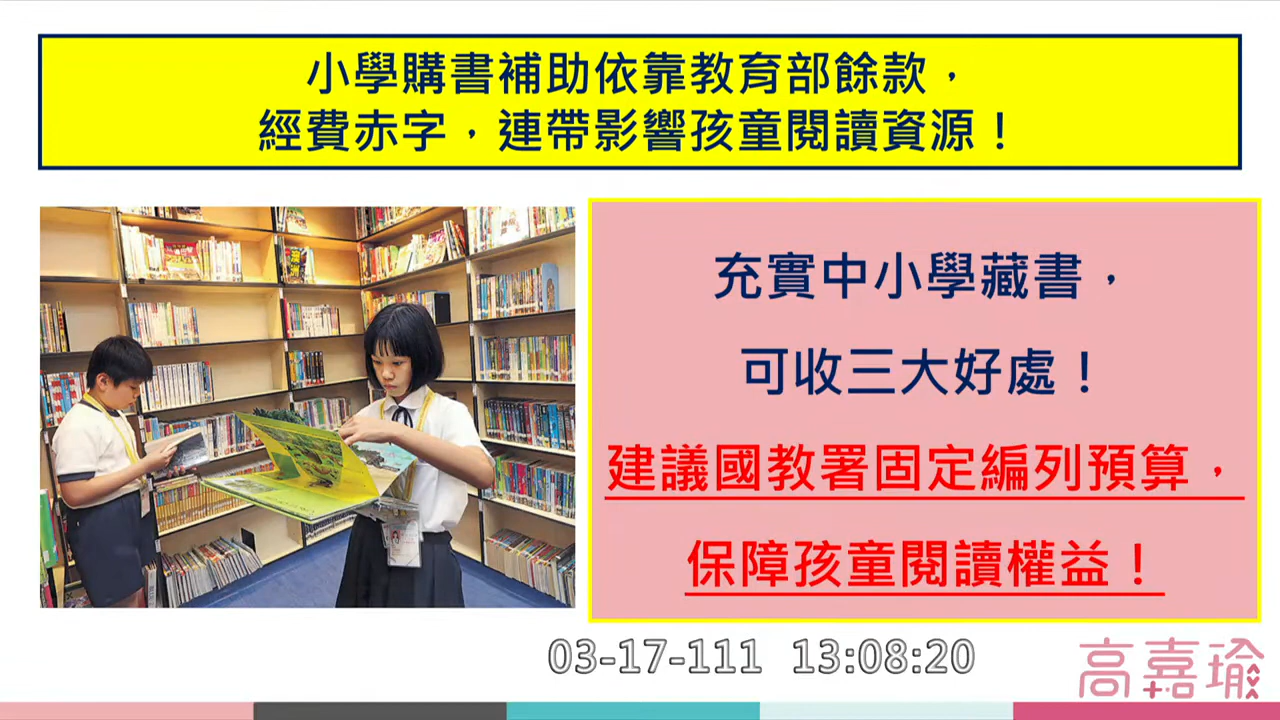 小學購書補助依靠教育部餘款，
經費赤字，連帶影響孩童閱讀資源！
充實中小學藏書，
可收三大好處！
建議國教署固定編列預算，
保障孩童閱讀權益！
03-17-111 13:08:20
高嘉瑜